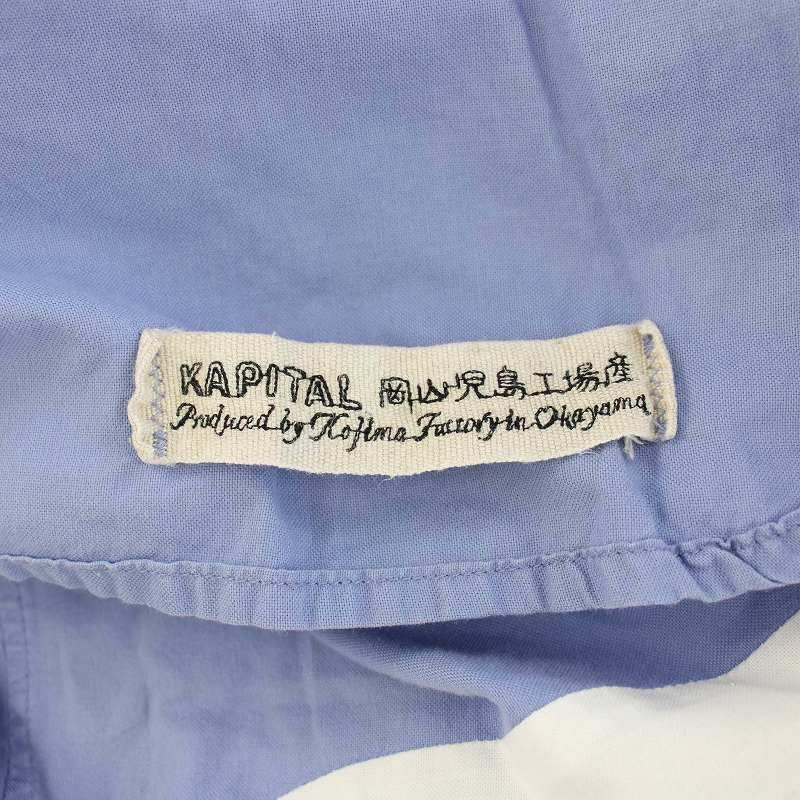 KAPITAL 岡山児島工場産
Produced by Kojima Factory in Okayama